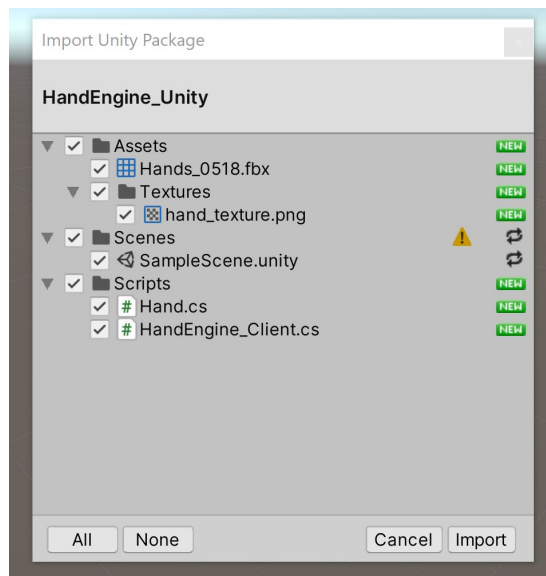 Import Unity Package
HandEngine_Unity
Assets NEW
Hands_0518.fbx NEW
Textures NEW
hand_texture.png NEW
Scenes
SampleScene.unity
Scripts NEW
# Hand.cs NEW
# HandEngine_Client.cs NEW
All None Cancel Import